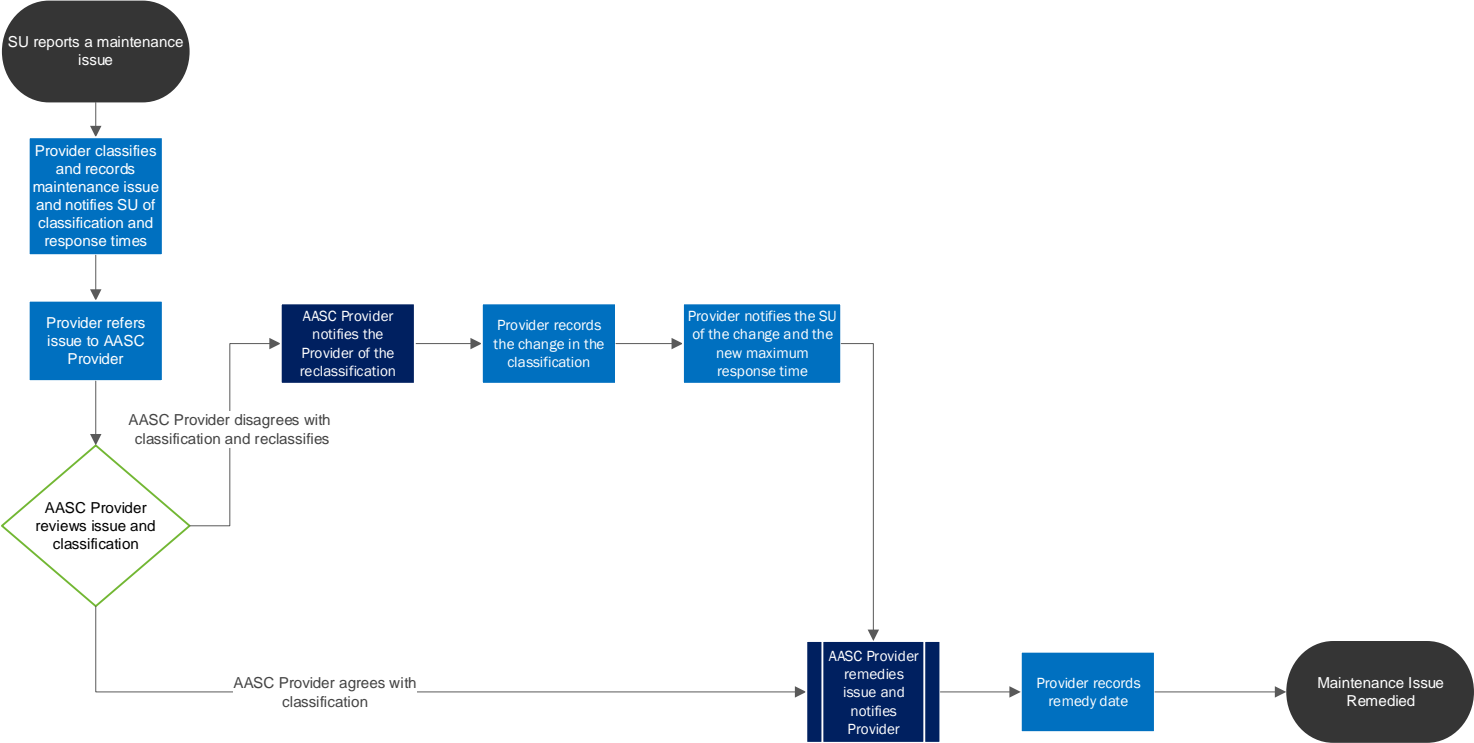 SU reports a maintenance
issue
Provider classifies
and records
maintenance issue
and notifies SU of
classification and
response times
Provider refers
issue to AASC
Provider
AASC Provider
reviews issue and
classification
AASC Provider disagrees with
classification and reclassifies
AASC Provider
notifies the
Provider of the
reclassification
Provider records
the change in the
classification
Provider notifies the SU
of the change and the
new maximum
response time
AASC Provider agrees with
classification
AASC Provider
remedies
issue and
notifies
Provider
Provider records
remedy date
Maintenance Issue
Remedied